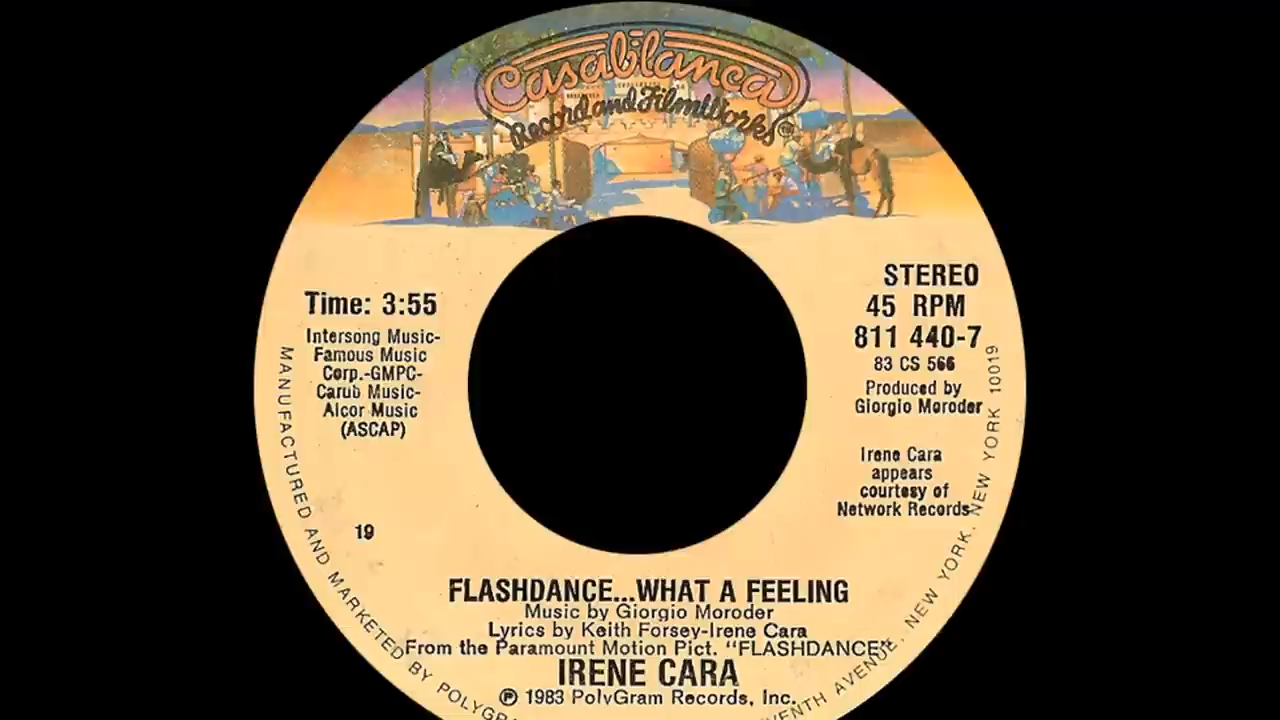 Casablanca
Record and FilmWorks
®
Time: 3:55
Intersong Music-
Famous Music
Corp.-GMPC-
Carub Music-
Alcor Music
(ASCAP)
19
STEREO
45 RPM
811 440-7
83 CS 566
Produced by
Giorgio Moroder
Irene Cara
appears
courtesy of
Network Records
FLASHDANCE...WHAT A FEELING
Music by Giorgio Moroder
Lyrics by Keith Forsey-Irene Cara
From the Paramount Motion Pict. “FLASHDANCE”
IRENE CARA
℗ 1983 PolyGram Records, Inc.
MANUFACTURED AND MARKETED BY
AVENUE, NEW YORK, NEW YORK 10019